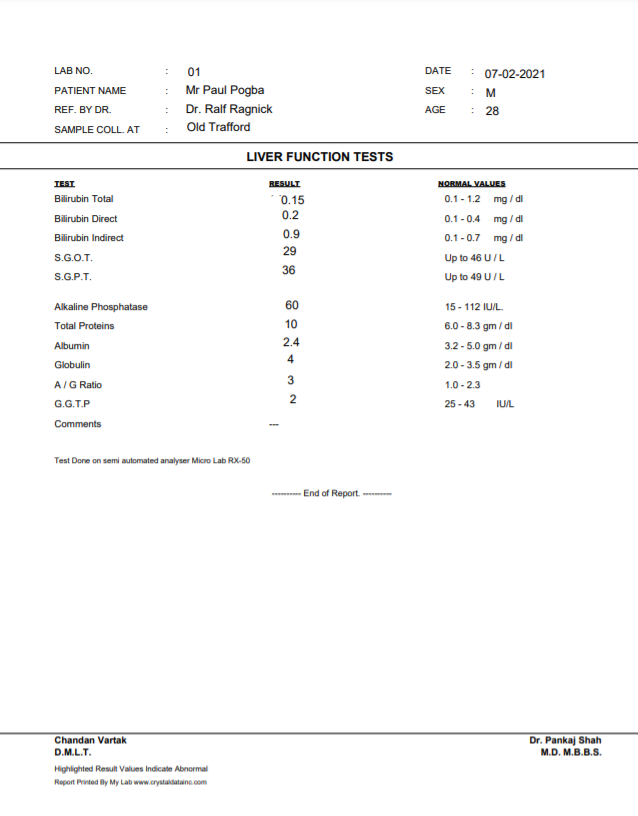 LAB NO. : 01 DATE : 07-02-2021
PATIENT NAME : Mr Paul Pogba SEX : M
REF. BY DR. : Dr. Ralf Ragnick AGE : 28
SAMPLE COLL. AT : Old Trafford
LIVER FUNCTION TESTS
TEST RESULT NORMAL VALUES
Bilirubin Total 0.15 0.1 - 1.2 mg / dl
Bilirubin Direct 0.2 0.1 - 0.4 mg / dl
Bilirubin Indirect 0.9 0.1 - 0.7 mg / dl
S.G.O.T. 29 Up to 46 U / L
S.G.P.T. 36 Up to 49 U / L
Alkaline Phosphatase 60 15 - 112 IU/L.
Total Proteins 10 6.0 - 8.3 gm / dl
Albumin 2.4 3.2 - 5.0 gm / dl
Globulin 4 2.0 - 3.5 gm / dl
A / G Ratio 3 1.0 - 2.3
G.G.T.P 2 25 - 43 IU/L
Comments ---
Test Done on semi automated analyser Micro Lab RX-50
---------- End of Report. ----------
Chandan Vartak Dr. Pankaj Shah
D.M.L.T. M.D. M.B.B.S.
Highlighted Result Values Indicate Abnormal
Report Printed By My Lab www.crystaldatainc.com